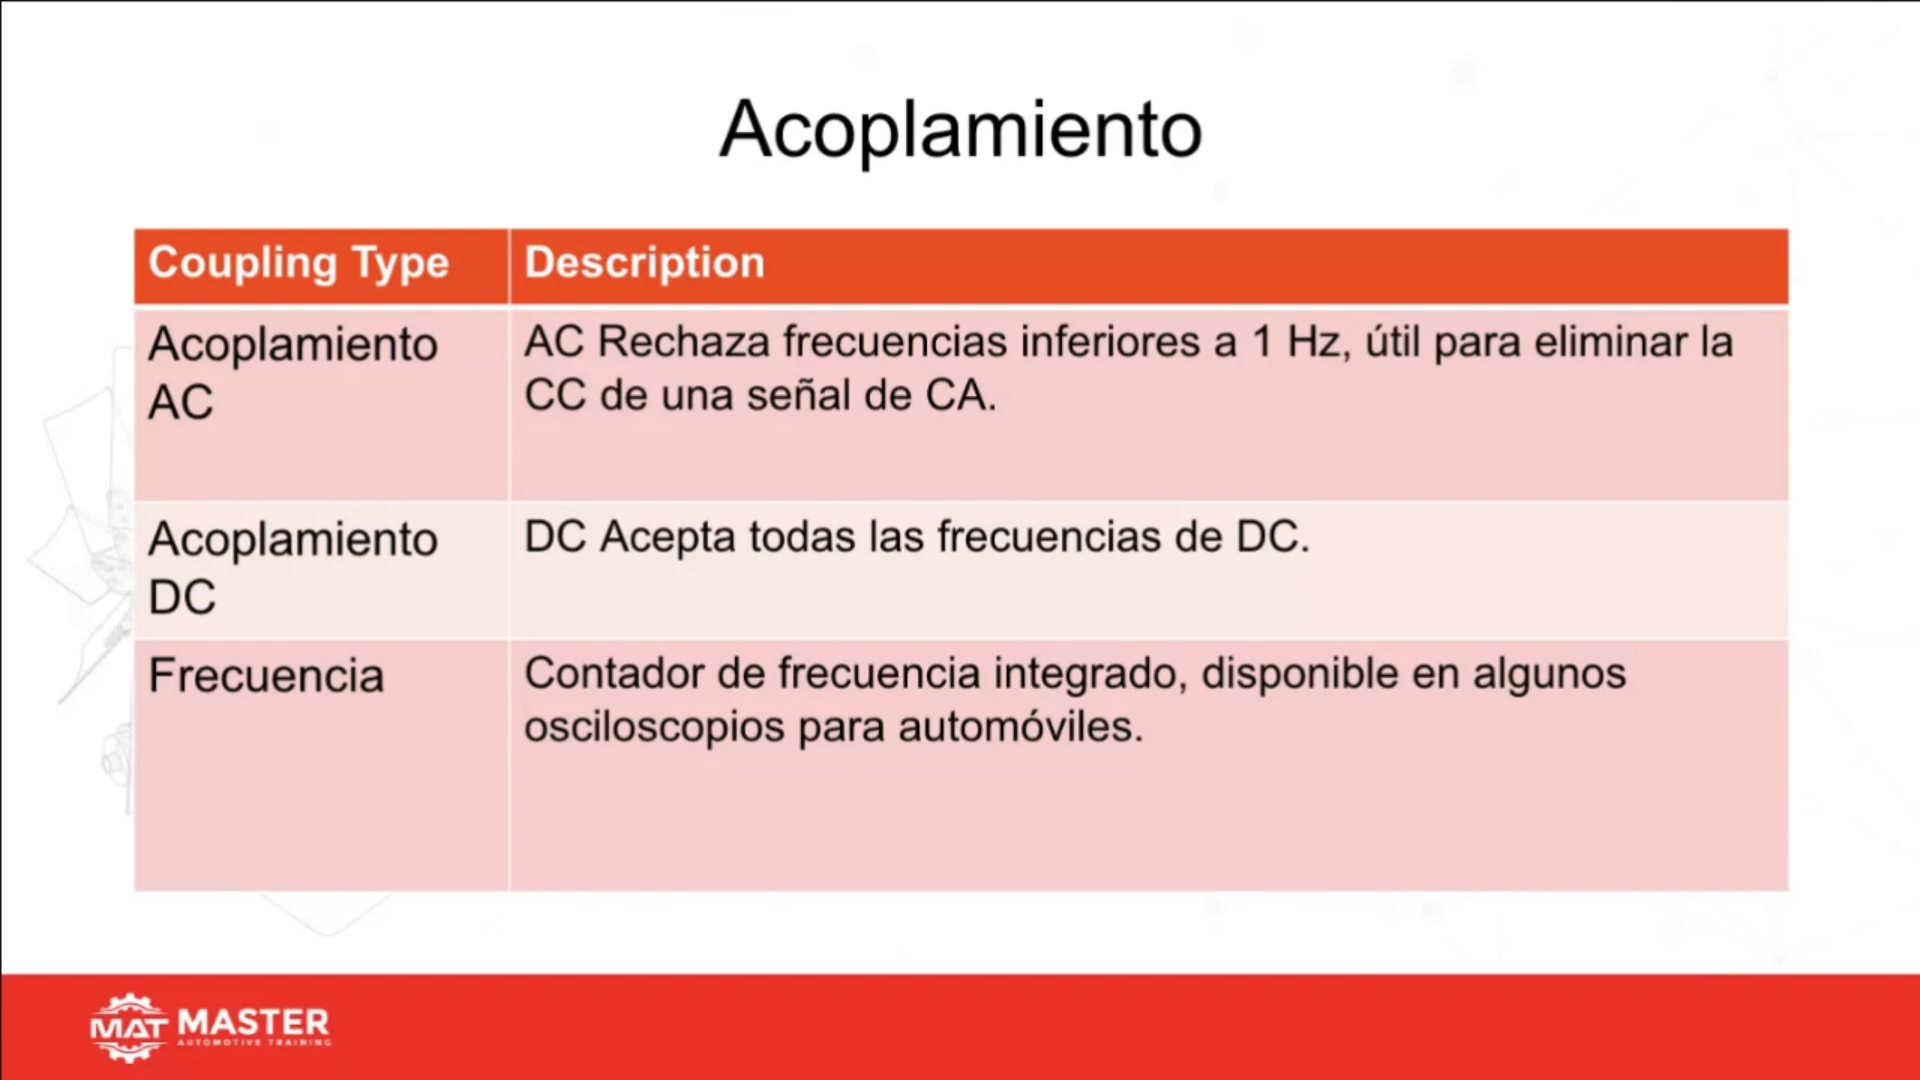 Acoplamiento
Coupling Type
Description
Acoplamiento
AC
AC Rechaza frecuencias inferiores a 1 Hz, útil para eliminar la
CC de una señal de CA.
Acoplamiento
DC
DC Acepta todas las frecuencias de DC.
Frecuencia
Contador de frecuencia integrado, disponible en algunos
osciloscopios para automóviles.
MAT MASTER
AUTOMOTIVE TRAINING